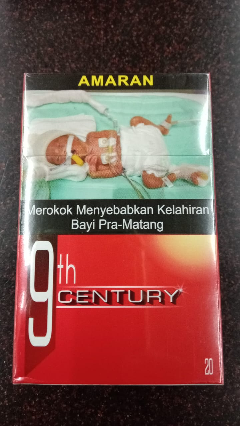 AMARAN
Merokok Menyebabkan Kelahiran
Bayi Pra-Matang
9th
CENTURY
20